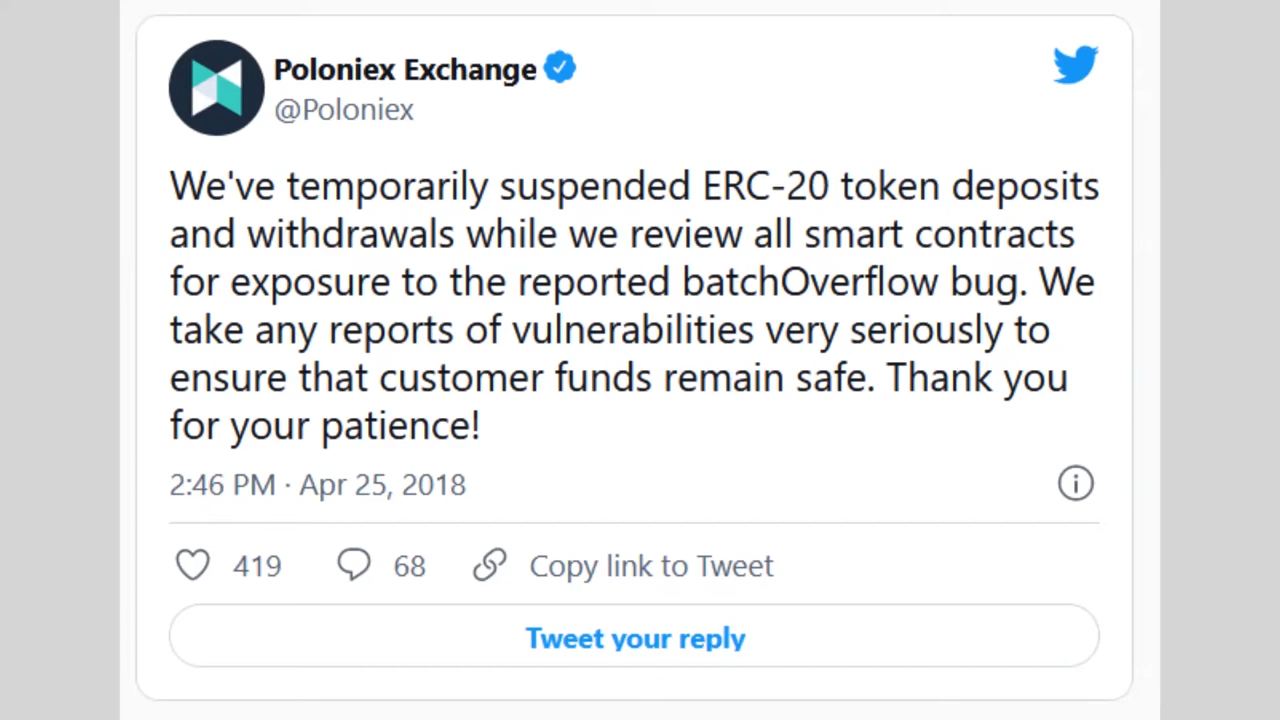 Poloniex Exchange
@Poloniex
We've temporarily suspended ERC-20 token deposits
and withdrawals while we review all smart contracts
for exposure to the reported batchOverflow bug. We
take any reports of vulnerabilities very seriously to
ensure that customer funds remain safe. Thank you
for your patience!
2:46 PM · Apr 25, 2018
419 68 Copy link to Tweet
Tweet your reply